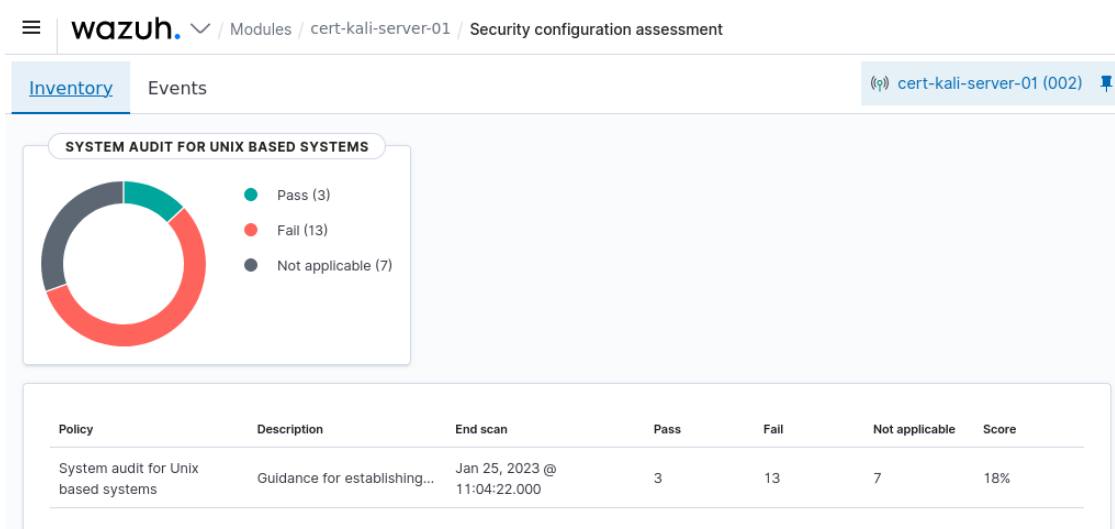 wazuh. / Modules / cert-kali-server-01 / Security configuration assessment
Inventory Events cert-kali-server-01 (002)
SYSTEM AUDIT FOR UNIX BASED SYSTEMS
Pass (3)
Fail (13)
Not applicable (7)
Policy Description End scan Pass Fail Not applicable Score
System audit for Unix
based systems
Guidance for establishing...
Jan 25, 2023 @
11:04:22.000
3 13 7 18%